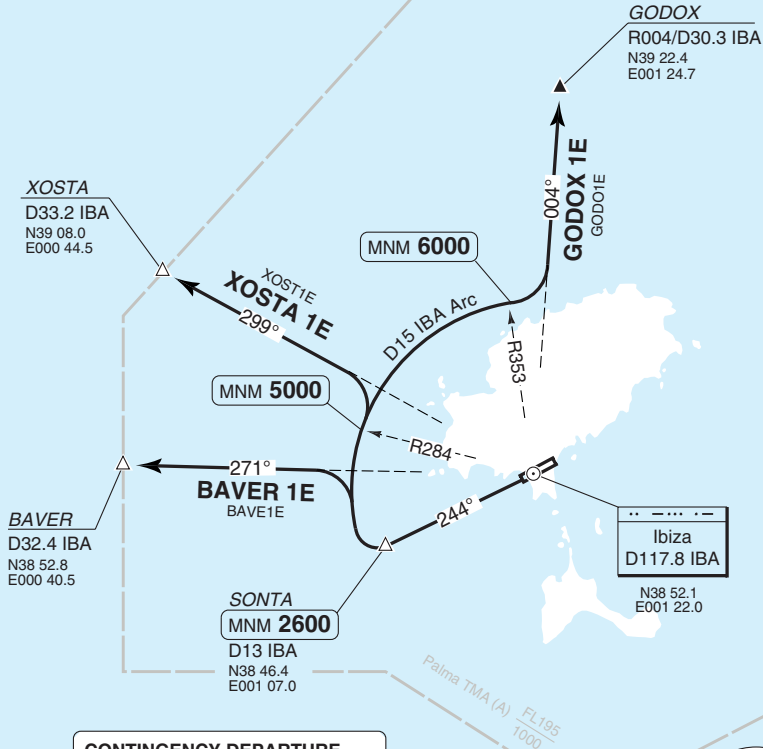 GODOX
R004/D30.3 IBA
N39 22.4
E001 24.7
XOSTA
D33.2 IBA
N39 08.0
E000 44.5
004°
GODOX 1E
GODO1E
MNM 6000
XOST1E
XOSTA 1E
299°
D15 IBA Arc
R353
MNM 5000
R284
271°
BAVER 1E
BAVE1E
244°
BAVER
D32.4 IBA
N38 52.8
E000 40.5
Ibiza
D117.8 IBA
N38 52.1
E001 22.0
SONTA
MNM 2600
D13 IBA
N38 46.4
E001 07.0
Palma TMA (A) FL195
1000
CONTINGENCY DEPARTURE